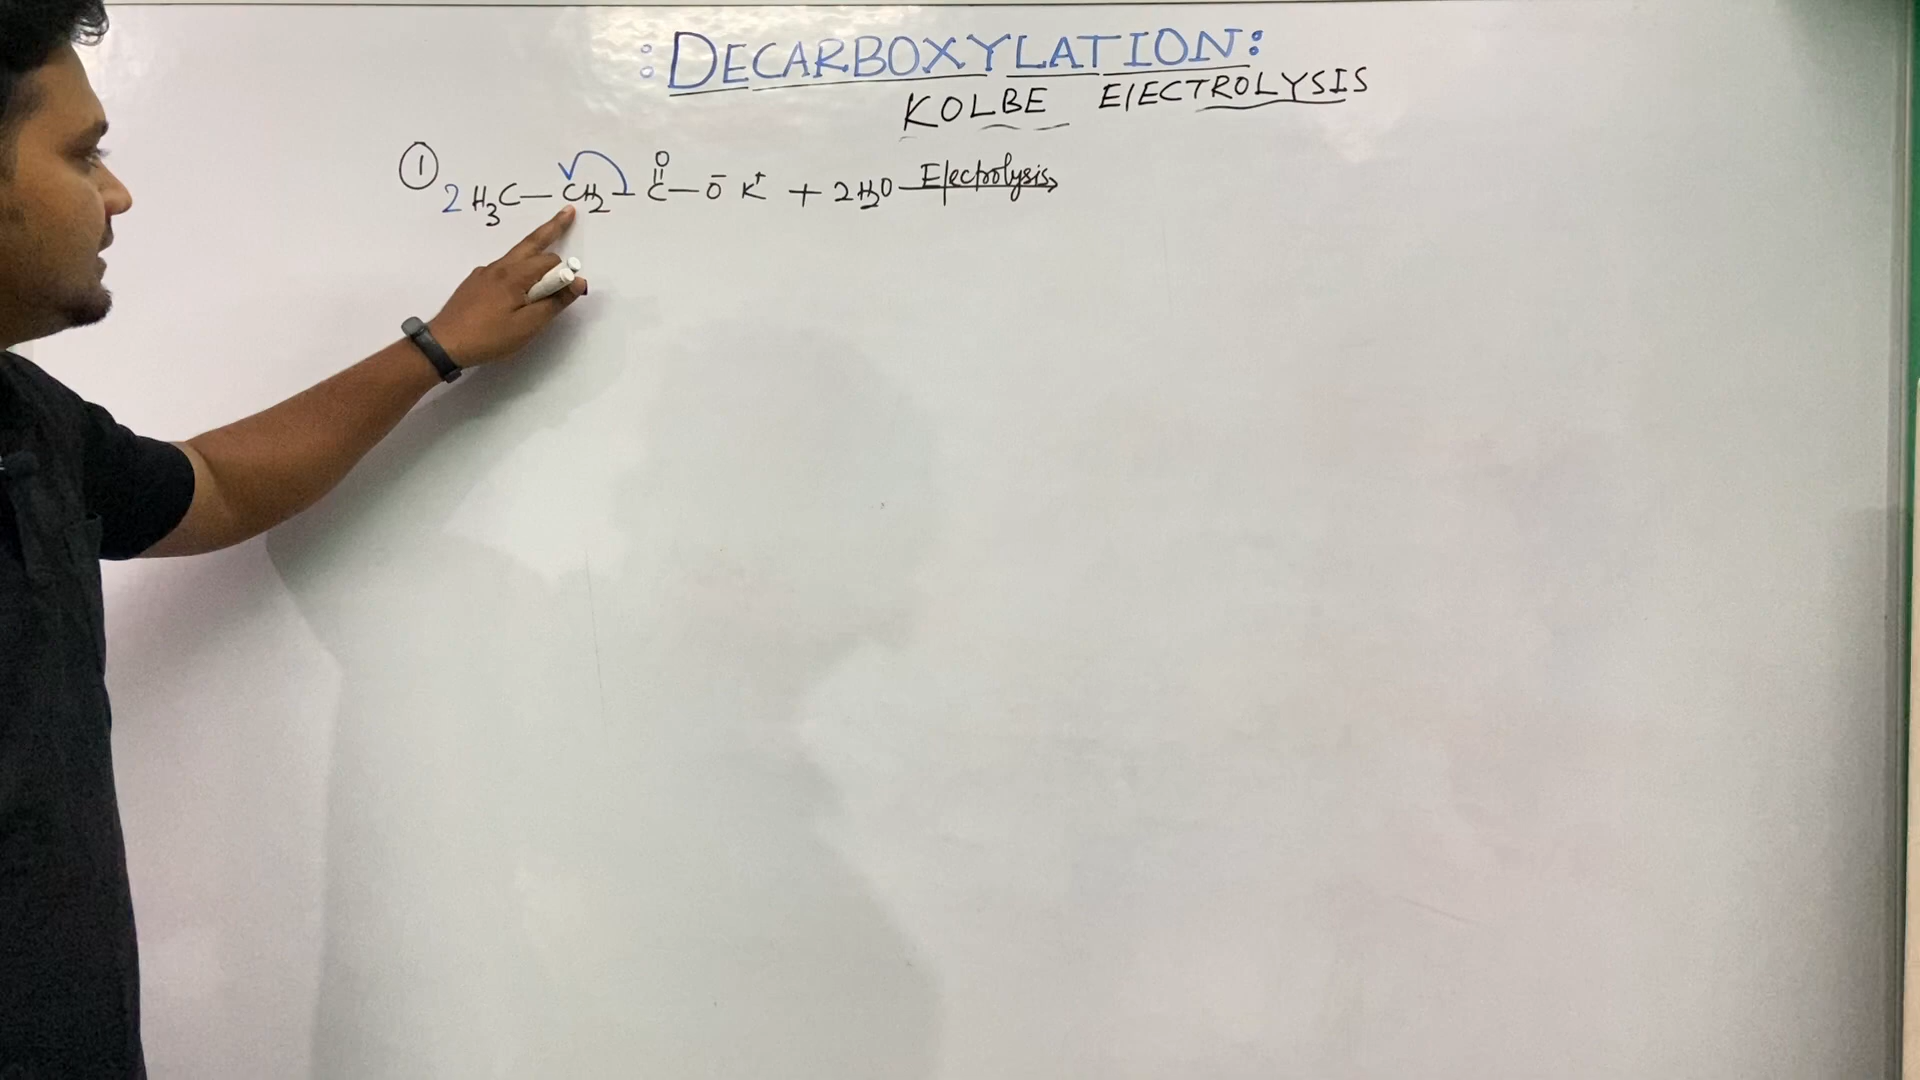 : DECARBOXYLATION :
KOLBE ElECTROLYSIS
O
① 2 H₃C — CH₂ — C — O⁻ K⁺ + 2H₂O Electrolysis →